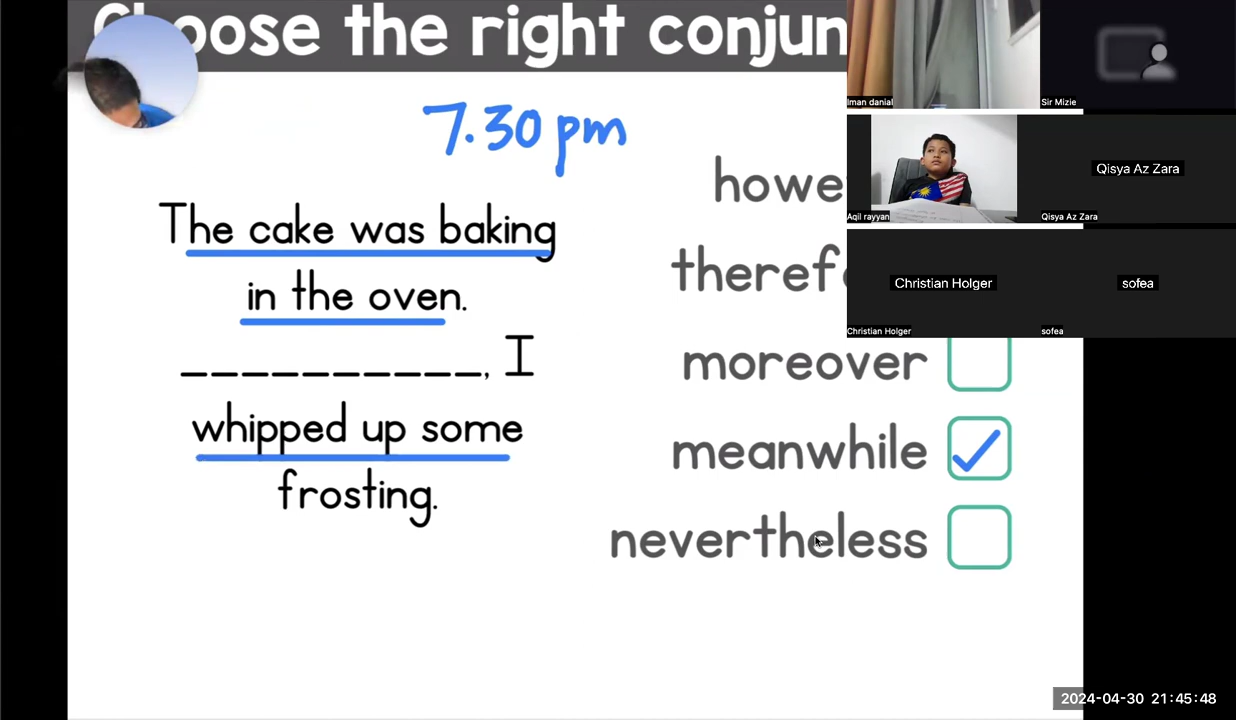 oose the right conjun
7.30 pm
The cake was baking
in the oven.
__________, I
whipped up some
frosting.
howe
theref
moreover
meanwhile
nevertheless
Iman danial
Sir Mizie
Aqil rayyan
Qisya Az Zara
Qisya Az Zara
Christian Holger
Christian Holger
sofea
sofea
2024-04-30 21:45:48